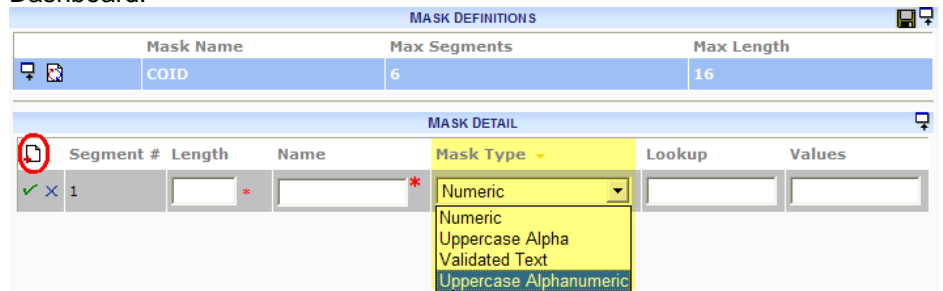 Dashboard.
MASK DEFINITIONS
Mask Name Max Segments Max Length
COID 6 16
MASK DETAIL
Segment # Length Name Mask Type Lookup Values
1 * * Numeric
Numeric
Uppercase Alpha
Validated Text
Uppercase Alphanumeric